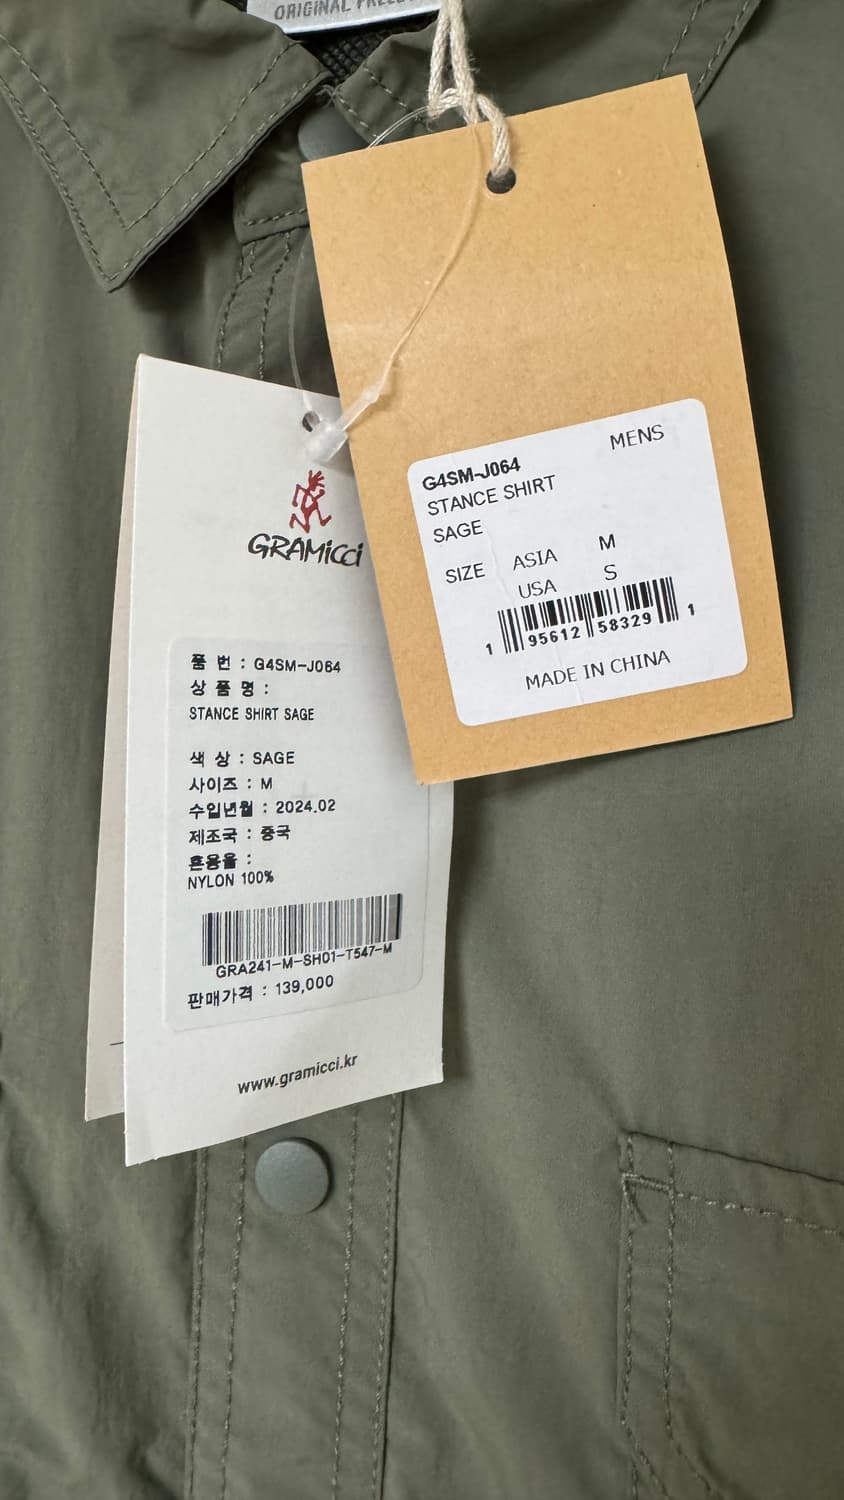 ORIGINAL
MENS
G4SM-J064
STANCE SHIRT
SAGE
SIZE ASIA M
USA S
1 95612 58329 1
MADE IN CHINA
GRAMiCCi
품 번 : G4SM-J064
상 품 명 :
STANCE SHIRT SAGE
색 상 : SAGE
사이즈 : M
수입년월 : 2024.02
제조국 : 중국
혼용율 :
NYLON 100%
GRA241-M-SH01-T547-M
판매가격 : 139,000
www.gramicci.kr